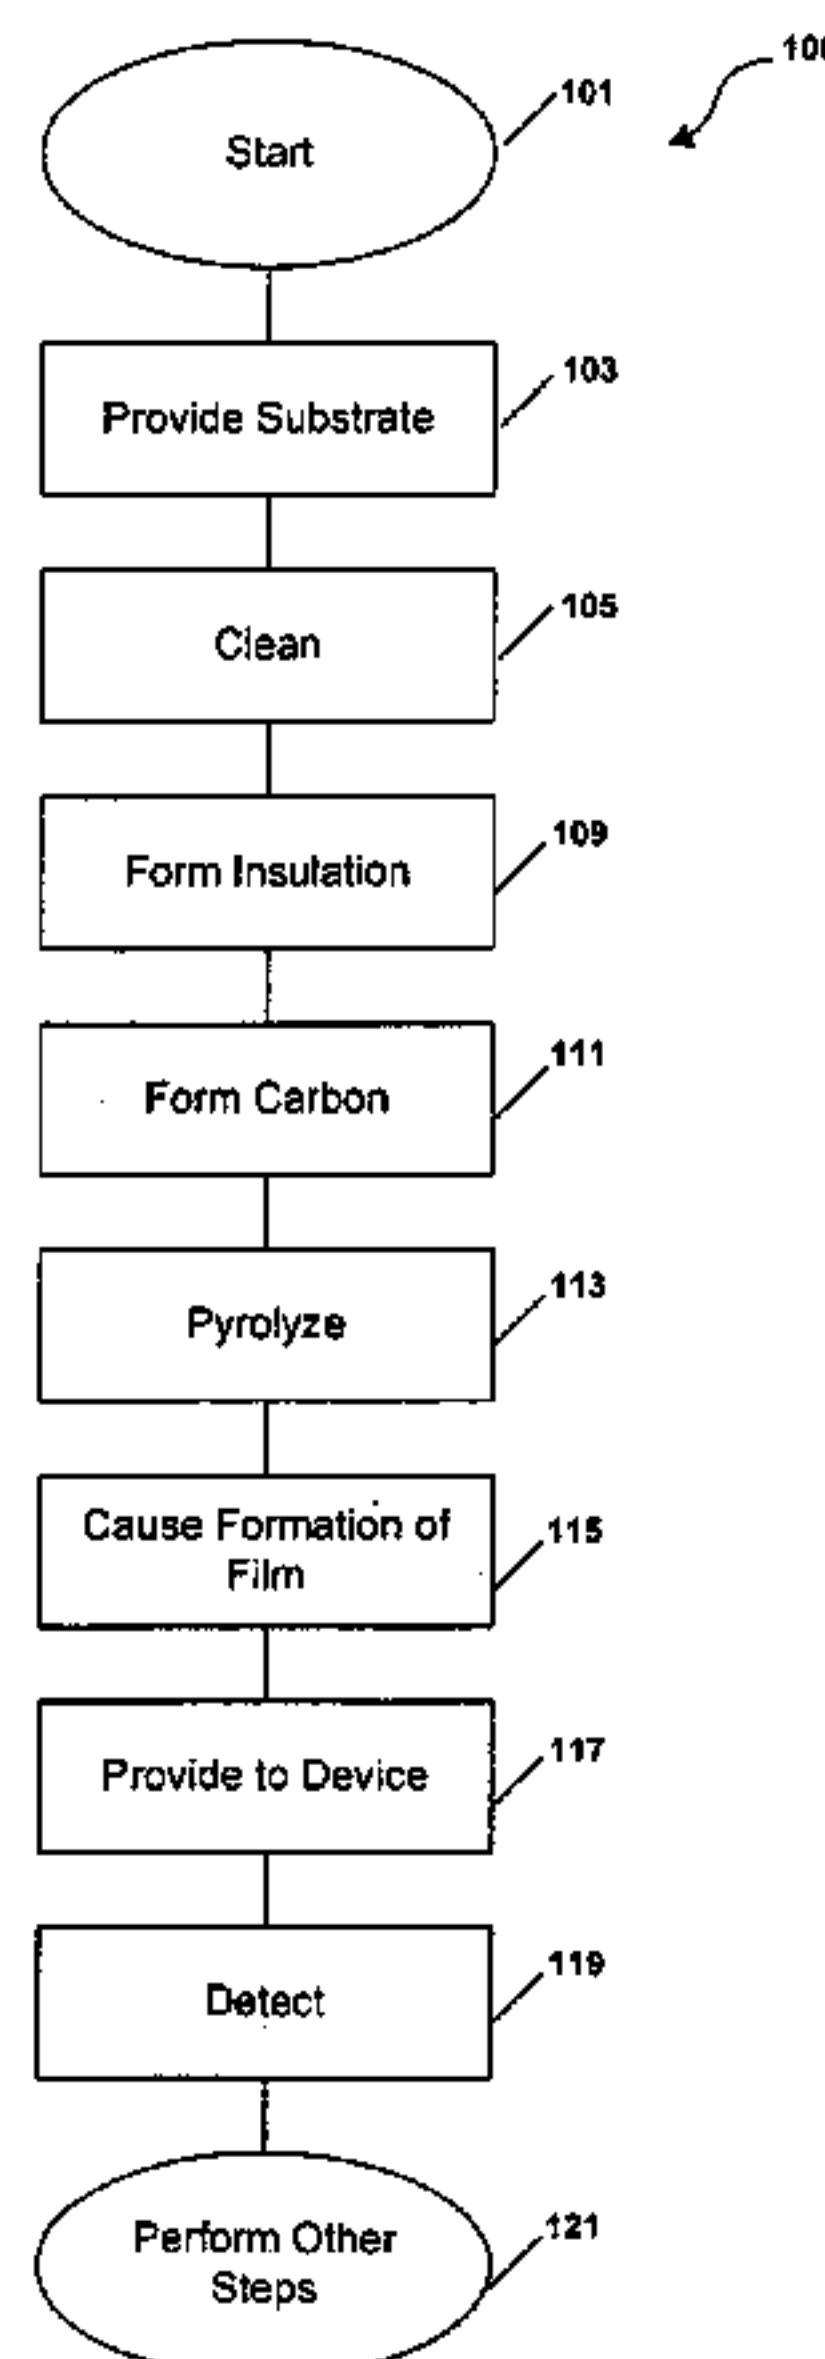 Start
101
Provide Substrate
103
Clean
105
Form Insulation
109
Form Carbon
111
Pyrolyze
113
Cause Formation of
Film
115
Provide to Device
117
Detect
119
Perform Other
Steps
121